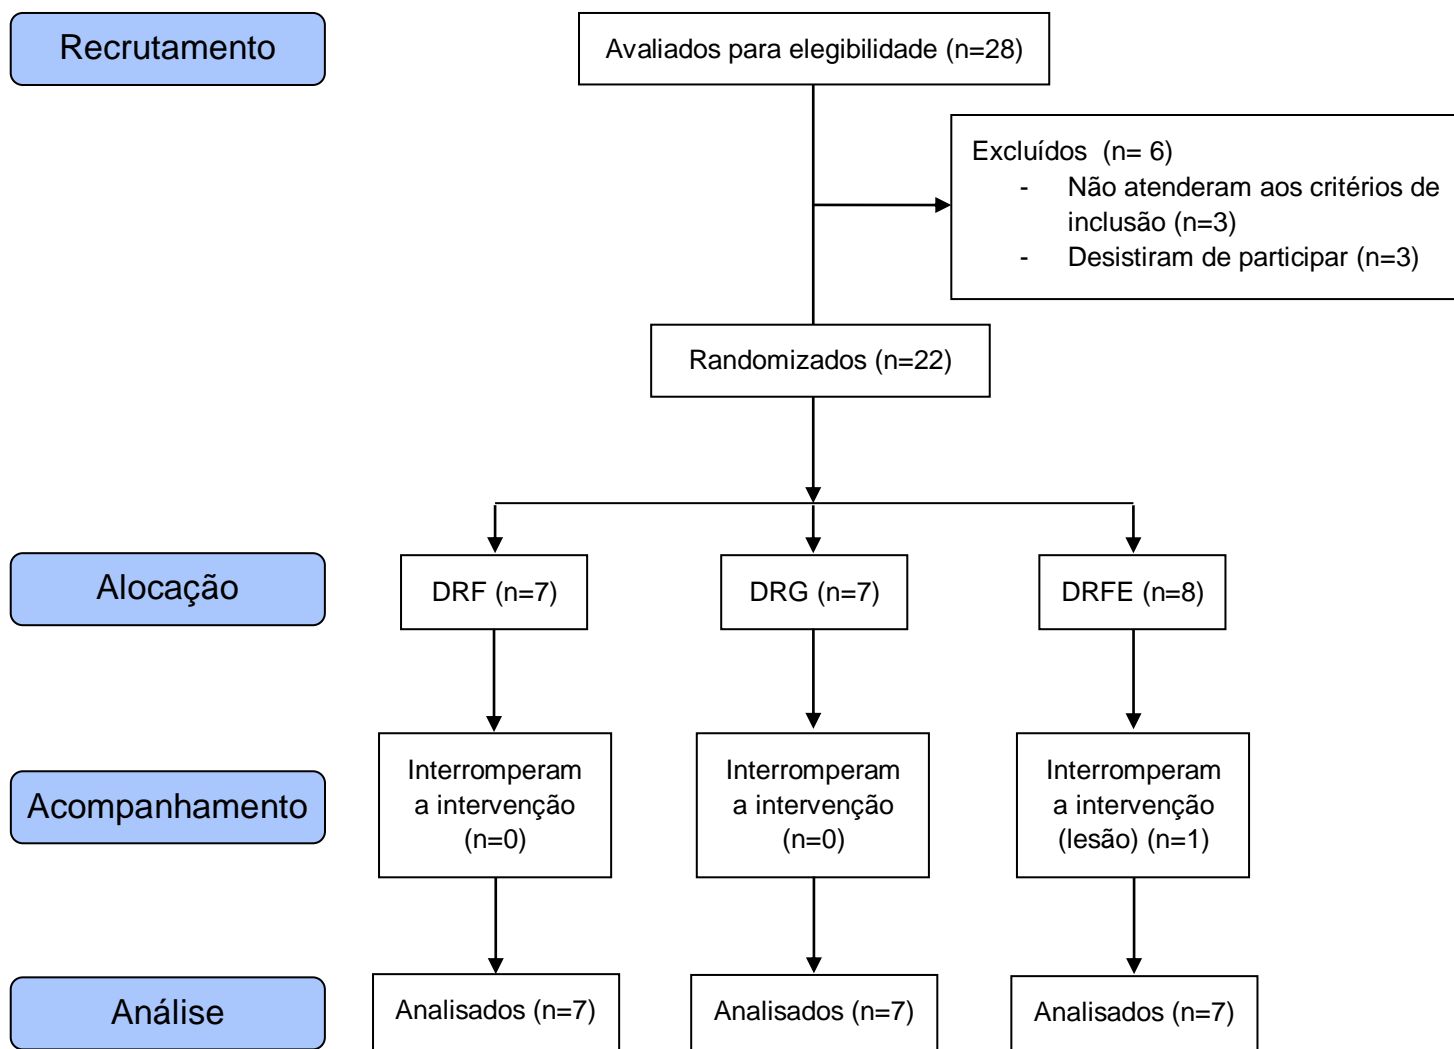 Recrutamento
Avaliados para elegibilidade (n=28)
Excluídos (n= 6)
- Não atenderam aos critérios de
inclusão (n=3)
- Desistiram de participar (n=3)
Randomizados (n=22)
Alocação
DRF (n=7)
DRG (n=7)
DRFE (n=8)
Acompanhamento
Interromperam
a intervenção
(n=0)
Interromperam
a intervenção
(n=0)
Interromperam
a intervenção
(lesão) (n=1)
Análise
Analisados (n=7)
Analisados (n=7)
Analisados (n=7)